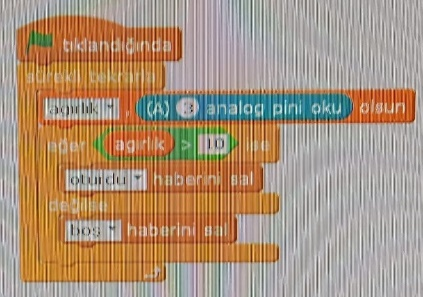 tıklandığında
sürekli tekrarla
ağırlık , (A) 3 analog pini oku olsun
eğer ağırlık > 10 ise
oturdu haberini sal
değilse
boş haberini sal